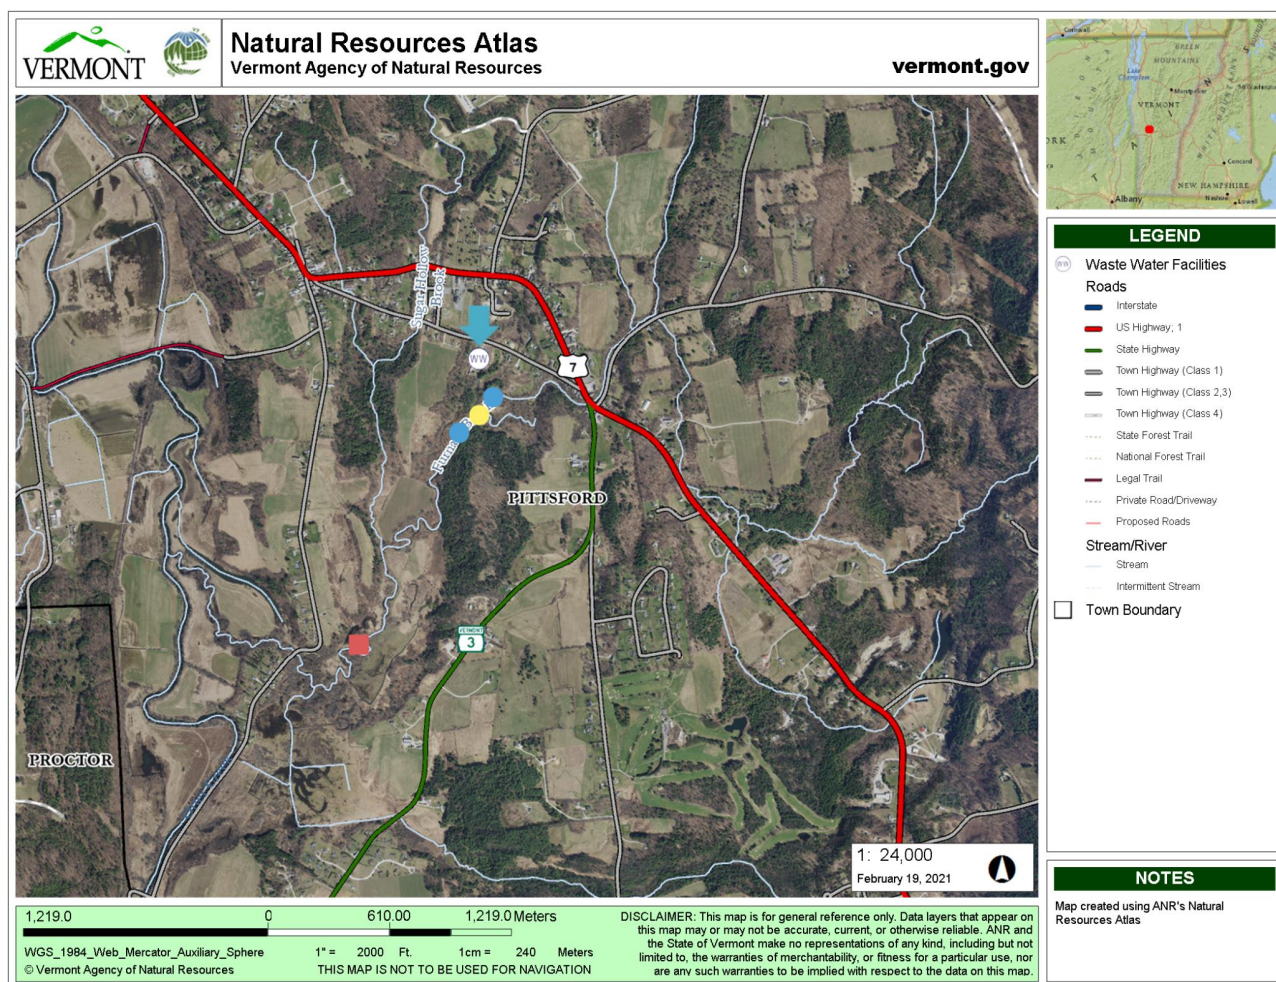 VERMONT
Natural Resources Atlas
Vermont Agency of Natural Resources
vermont.gov
Sugar Hollow
Brook
WW
7
PITTSFORD
VERMONT
3
PROCTOR
1: 24,000
February 19, 2021
Cornwall
GREEN
MOUNTAINS
Lake
Champlain
Montpelier
VERMONT
Concord
NEW HAMPSHIRE
Nashua
Lowell
Albany
LEGEND
WW
Waste Water Facilities
Roads
Interstate
US Highway; 1
State Highway
Town Highway (Class 1)
Town Highway (Class 2,3)
Town Highway (Class 4)
State Forest Trail
National Forest Trail
Legal Trail
Private Road/Driveway
Proposed Roads
Stream/River
Stream
Intermittent Stream
Town Boundary
NOTES
Map created using ANR's Natural
Resources Atlas
1,219.0 0 610.00 1,219.0 Meters
WGS_1984_Web_Mercator_Auxiliary_Sphere 1" = 2000 Ft. 1cm = 240 Meters
© Vermont Agency of Natural Resources THIS MAP IS NOT TO BE USED FOR NAVIGATION
DISCLAIMER: This map is for general reference only. Data layers that appear on
this map may or may not be accurate, current, or otherwise reliable. ANR and
the State of Vermont make no representations of any kind, including but not
limited to, the warranties of merchantability, or fitness for a particular use, nor
are any such warranties to be implied with respect to the data on this map.